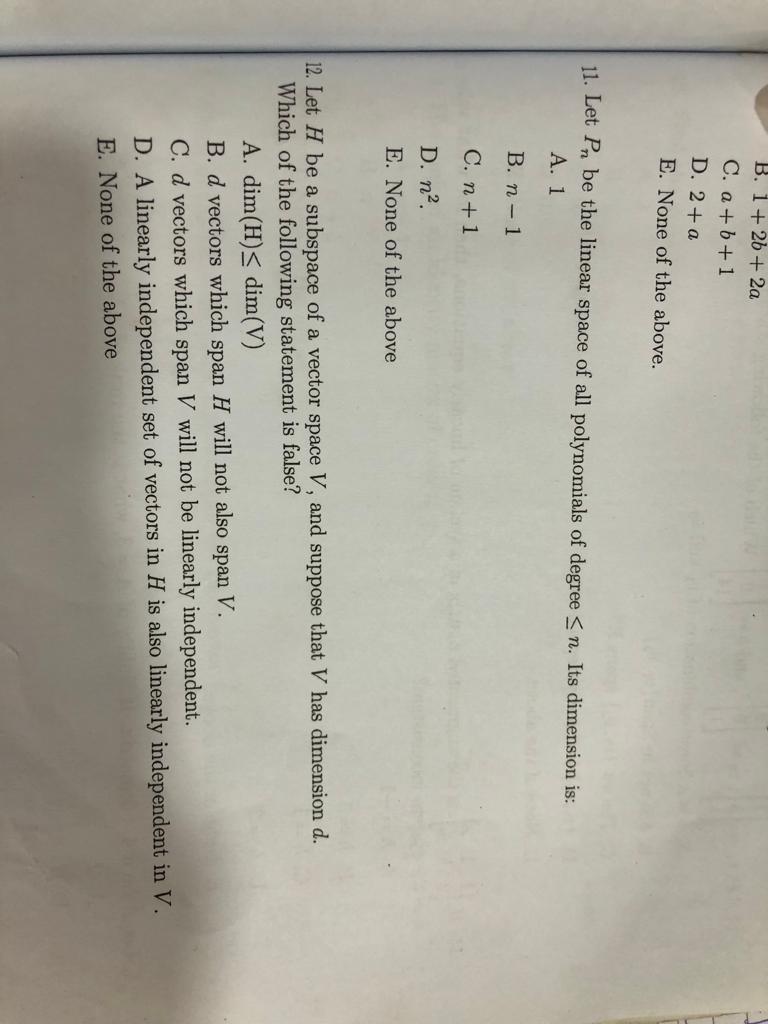 B. 1 + 2b + 2a
C. a + b + 1
D. 2 + a
E. None of the above.
11. Let Pₙ be the linear space of all polynomials of degree ≤ n. Its dimension is:
A. 1
B. n − 1
C. n + 1
D. n².
E. None of the above
12. Let H be a subspace of a vector space V, and suppose that V has dimension d.
Which of the following statement is false?
A. dim(H)≤ dim(V)
B. d vectors which span H will not also span V.
C. d vectors which span V will not be linearly independent.
D. A linearly independent set of vectors in H is also linearly independent in V.
E. None of the above